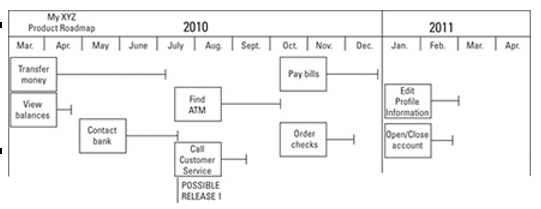 My XYZ
Product Roadmap
2010
2011
Mar. Apr. May June July Aug. Sept. Oct. Nov. Dec. Jan. Feb. Mar. Apr.
Transfer
money
Pay bills
View
balances
Find
ATM
Edit
Profile
Information
Contact
bank
Order
checks
Open/Close
account
Call
Customer
Service
POSSIBLE
RELEASE 1